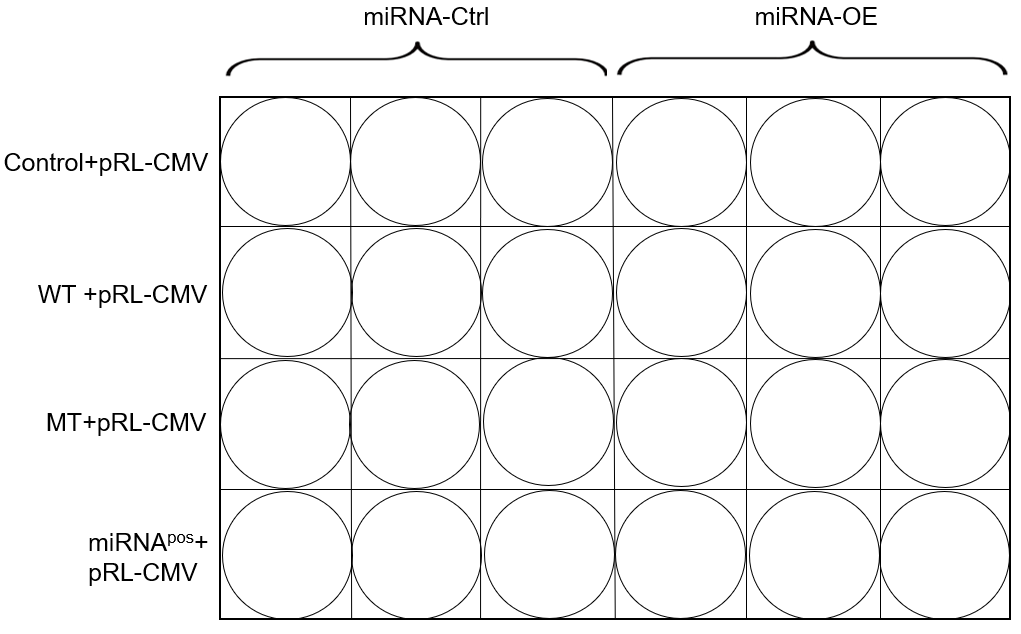 miRNA-Ctrl
miRNA-OE
Control+pRL-CMV
WT +pRL-CMV
MT+pRL-CMV
miRNAᵖᵒˢ+
pRL-CMV